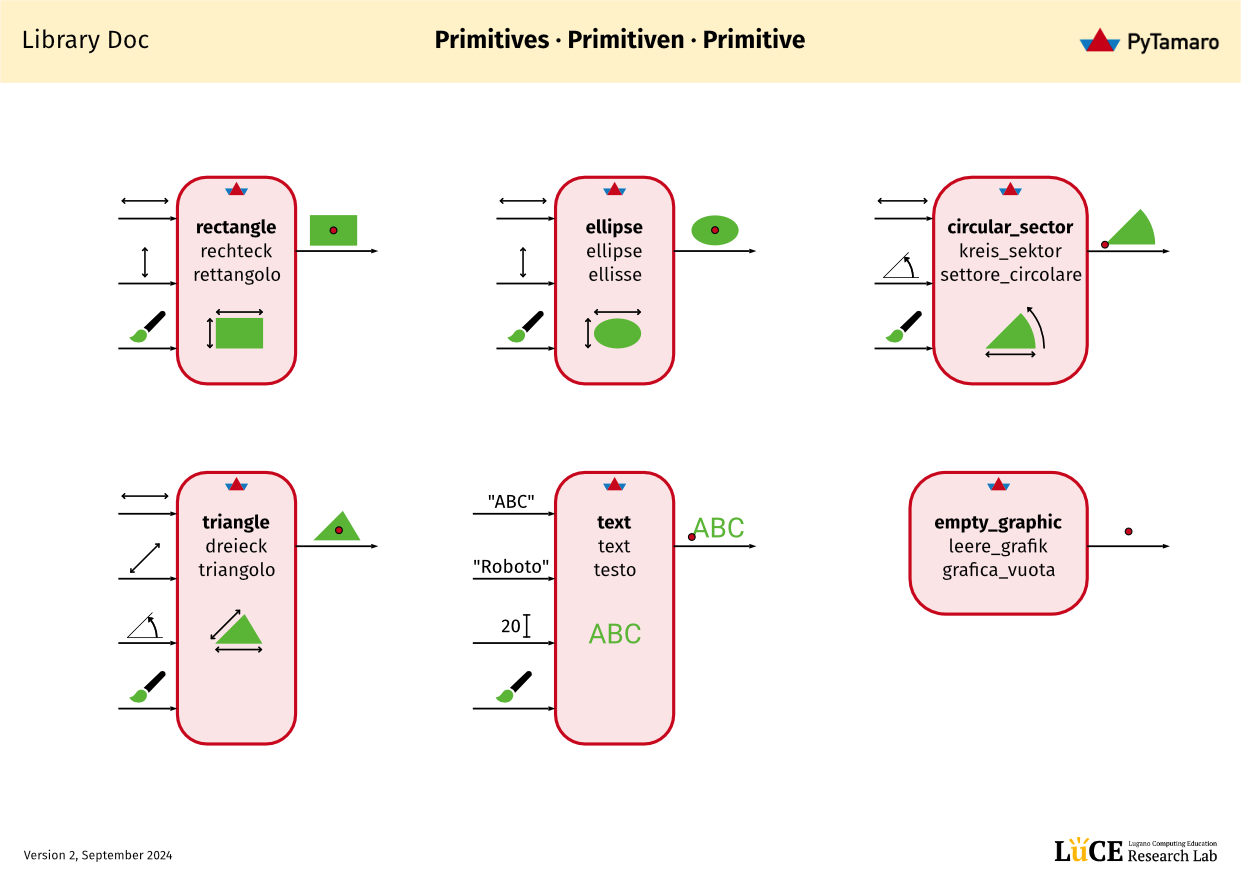 Library Doc
Primitives · Primitiven · Primitive
PyTamaro
rectangle
rechteck
rettangolo
ellipse
ellipse
ellisse
circular_sector
kreis_sektor
settore_circolare
triangle
dreieck
triangolo
"ABC"
"Roboto"
20
text
text
testo
ABC
ABC
empty_graphic
leere_grafik
grafica_vuota
Version 2, September 2024
LüCE
Lugano Computing Education
Research Lab